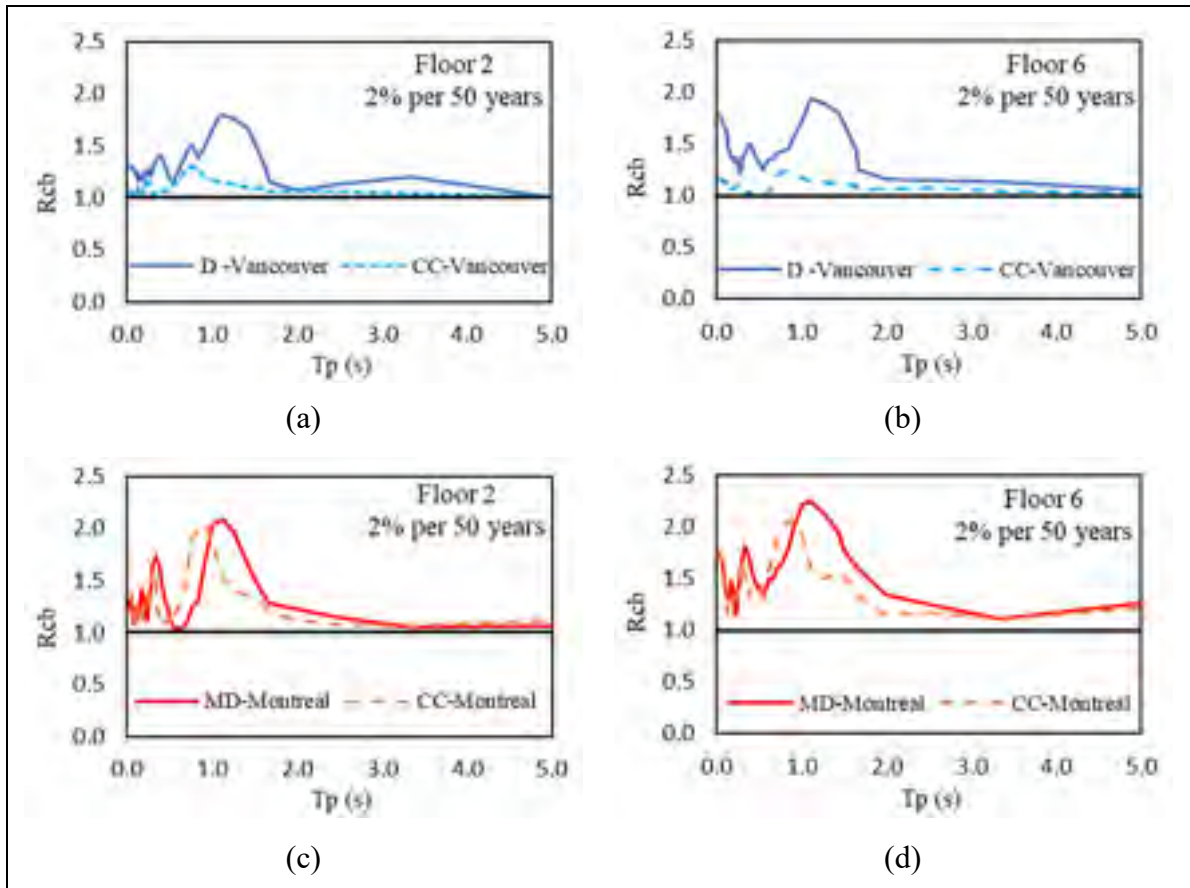 2.5
2.0
1.5
1.0
0.5
0.0
Rcb
Floor 2
2% per 50 years
D -Vancouver
CC-Vancouver
0.0 1.0 2.0 3.0 4.0 5.0
Tp (s)
(a)
2.5
2.0
1.5
1.0
0.5
0.0
Rcb
Floor 6
2% per 50 years
D -Vancouver
CC-Vancouver
0.0 1.0 2.0 3.0 4.0 5.0
Tp (s)
(b)
2.5
2.0
1.5
1.0
0.5
0.0
Rcb
Floor 2
2% per 50 years
MD-Montreal
CC-Montreal
0.0 1.0 2.0 3.0 4.0 5.0
Tp (s)
(c)
2.5
2.0
1.5
1.0
0.5
0.0
Rcb
Floor 6
2% per 50 years
MD-Montreal
CC-Montreal
0.0 1.0 2.0 3.0 4.0 5.0
Tp (s)
(d)